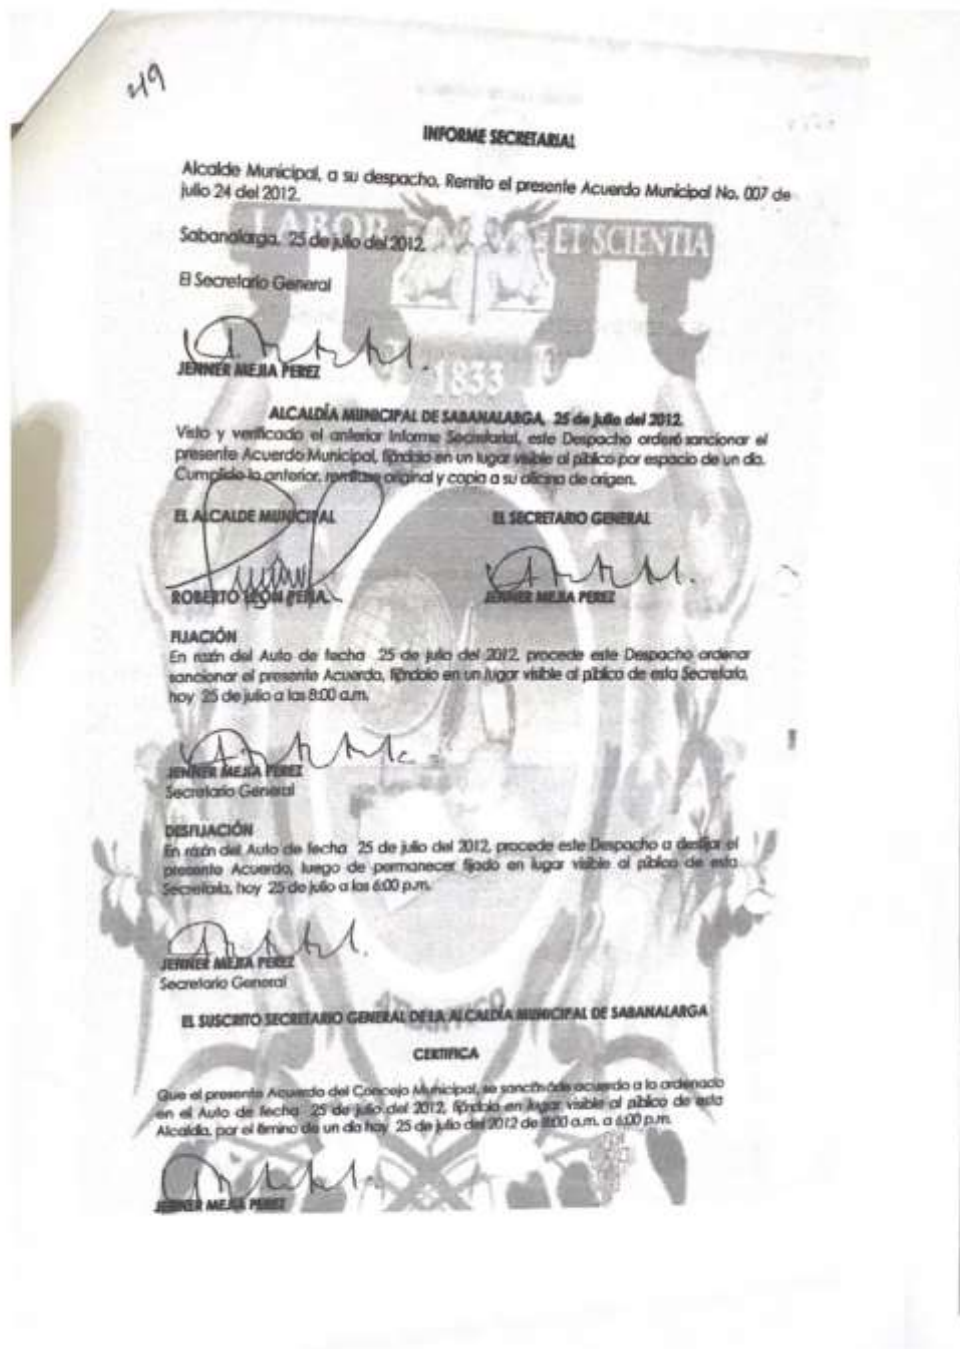 49
INFORME SECRETARIAL
Alcalde Municipal, a su despacho, Remito el presente Acuerdo Municipal No. 007 de
julio 24 del 2012.
LABOR ET SCIENTIA
Sabanalarga, 25 de julio del 2012
El Secretario General
JENNER MEJIA PEREZ
1833
ALCALDÍA MUNICIPAL DE SABANALARGA, 25 de julio del 2012.
Visto y verificado el anterior Informe Secretarial, este Despacho ordenó sancionar el
presente Acuerdo Municipal, fijándolo en un lugar visible al público por espacio de un día.
Cumplido lo anterior, remítase original y copia a su oficina de origen.
EL ALCALDE MUNICIPAL EL SECRETARIO GENERAL
ROBERTO LEÓN PEÑA. JENNER MEJIA PEREZ
FIJACIÓN
En razón del Auto de fecha 25 de julio del 2012, procede este Despacho ordenar
sancionar el presente Acuerdo, fijándolo en un lugar visible al público de esta Secretaría,
hoy 25 de julio a las 8:00 a.m.
JENNER MEJIA PEREZ
Secretario General
DESFIJACIÓN
En razón del Auto de fecha 25 de julio del 2012, procede este Despacho a desfijar el
presente Acuerdo, luego de permanecer fijado en lugar visible al público de esta
Secretaría, hoy 25 de julio a las 6:00 p.m.
JENNER MEJIA PEREZ
Secretario General
ATLANTICO
EL SUSCRITO SECRETARIO GENERAL DE LA ALCALDÍA MUNICIPAL DE SABANALARGA
CERTIFICA
Que el presente Acuerdo del Concejo Municipal, se sancionó de acuerdo a lo ordenado
en el Auto de fecha 25 de julio del 2012, fijándolo en lugar visible al público de esta
Alcaldía, por el término de un día hoy 25 de julio del 2012 de 8:00 a.m. a 6:00 p.m.
JENNER MEJIA PEREZ